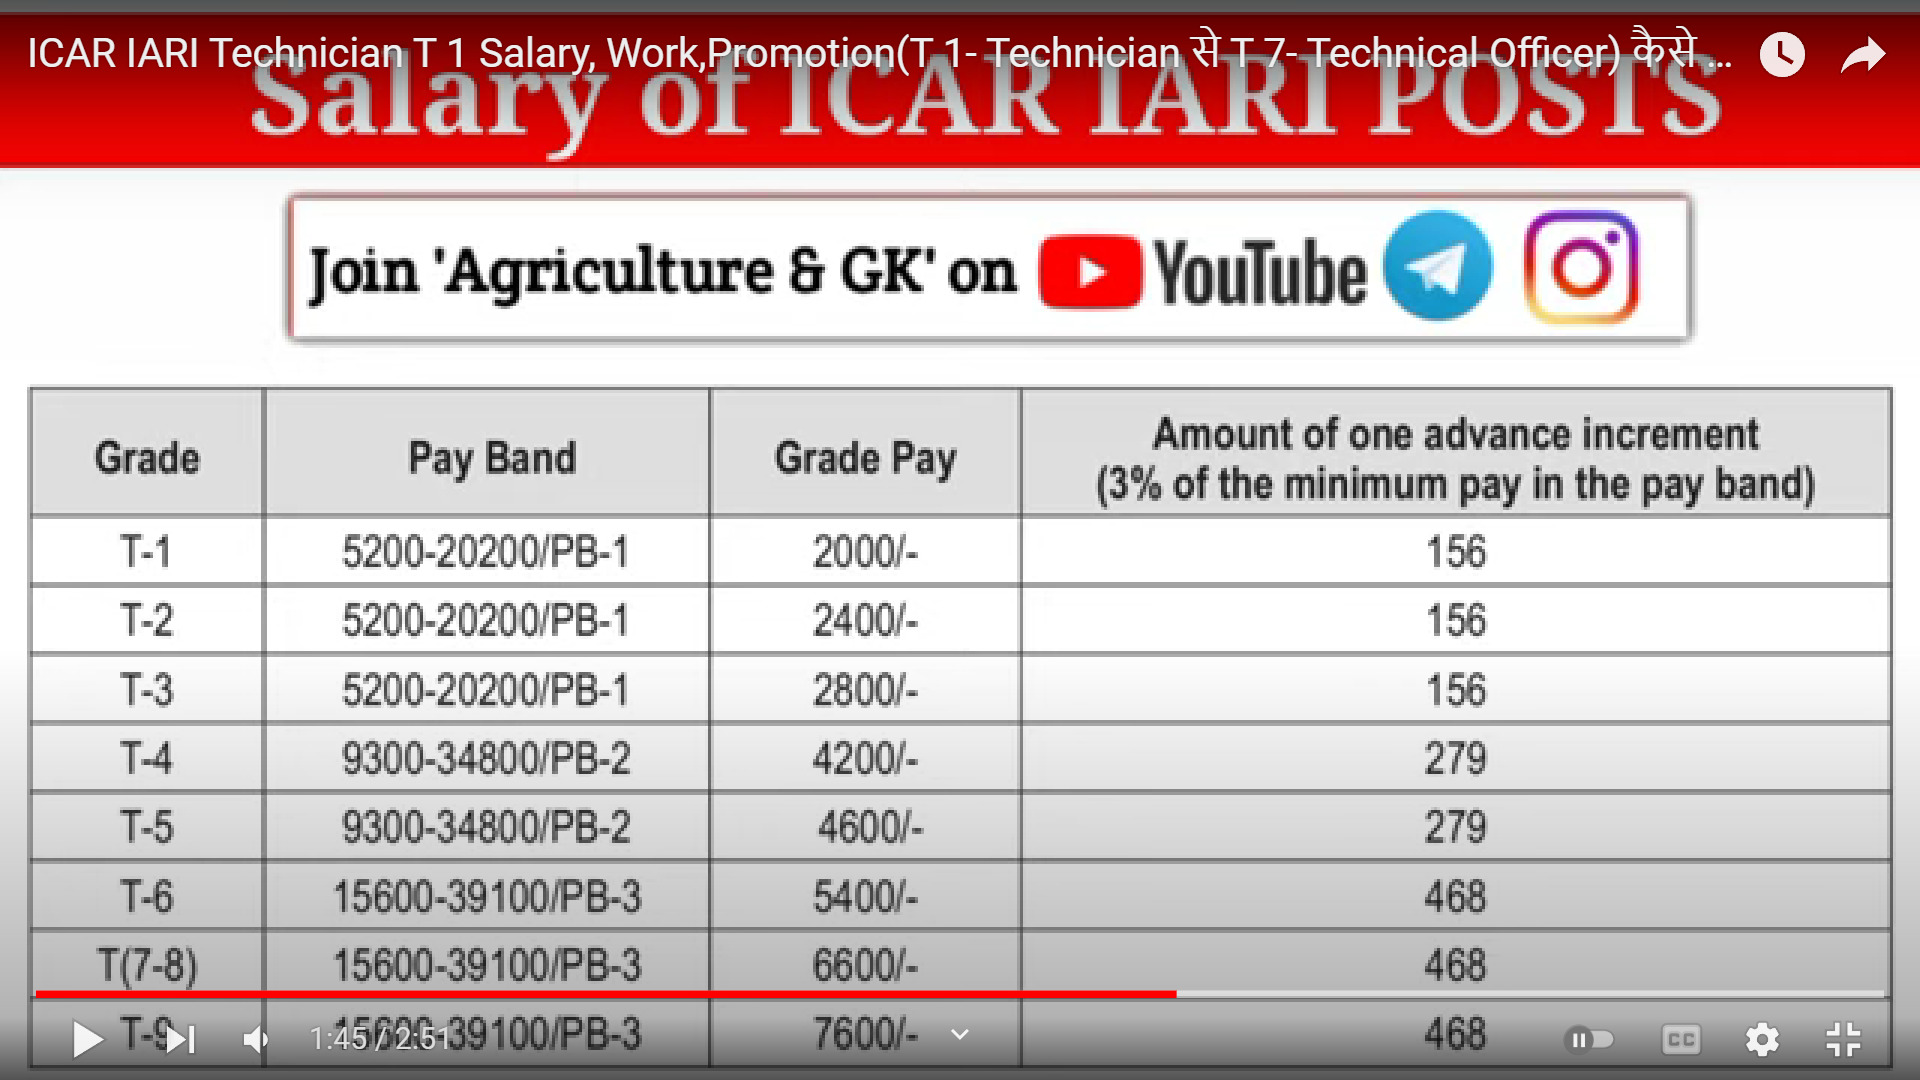 ICAR IARI Technician T 1 Salary, Work,Promotion(T 1- Technician से T 7- Technical Officer) कैसे ...
Salary of ICAR IARI POSTS
Join 'Agriculture & GK' on YouTube
Grade Pay Band Grade Pay Amount of one advance increment
(3% of the minimum pay in the pay band)
T-1 5200-20200/PB-1 2000/- 156
T-2 5200-20200/PB-1 2400/- 156
T-3 5200-20200/PB-1 2800/- 156
T-4 9300-34800/PB-2 4200/- 279
T-5 9300-34800/PB-2 4600/- 279
T-6 15600-39100/PB-3 5400/- 468
T(7-8) 15600-39100/PB-3 6600/- 468
T-9 15600-39100/PB-3 7600/- 468
1:45 / 2:51
CC